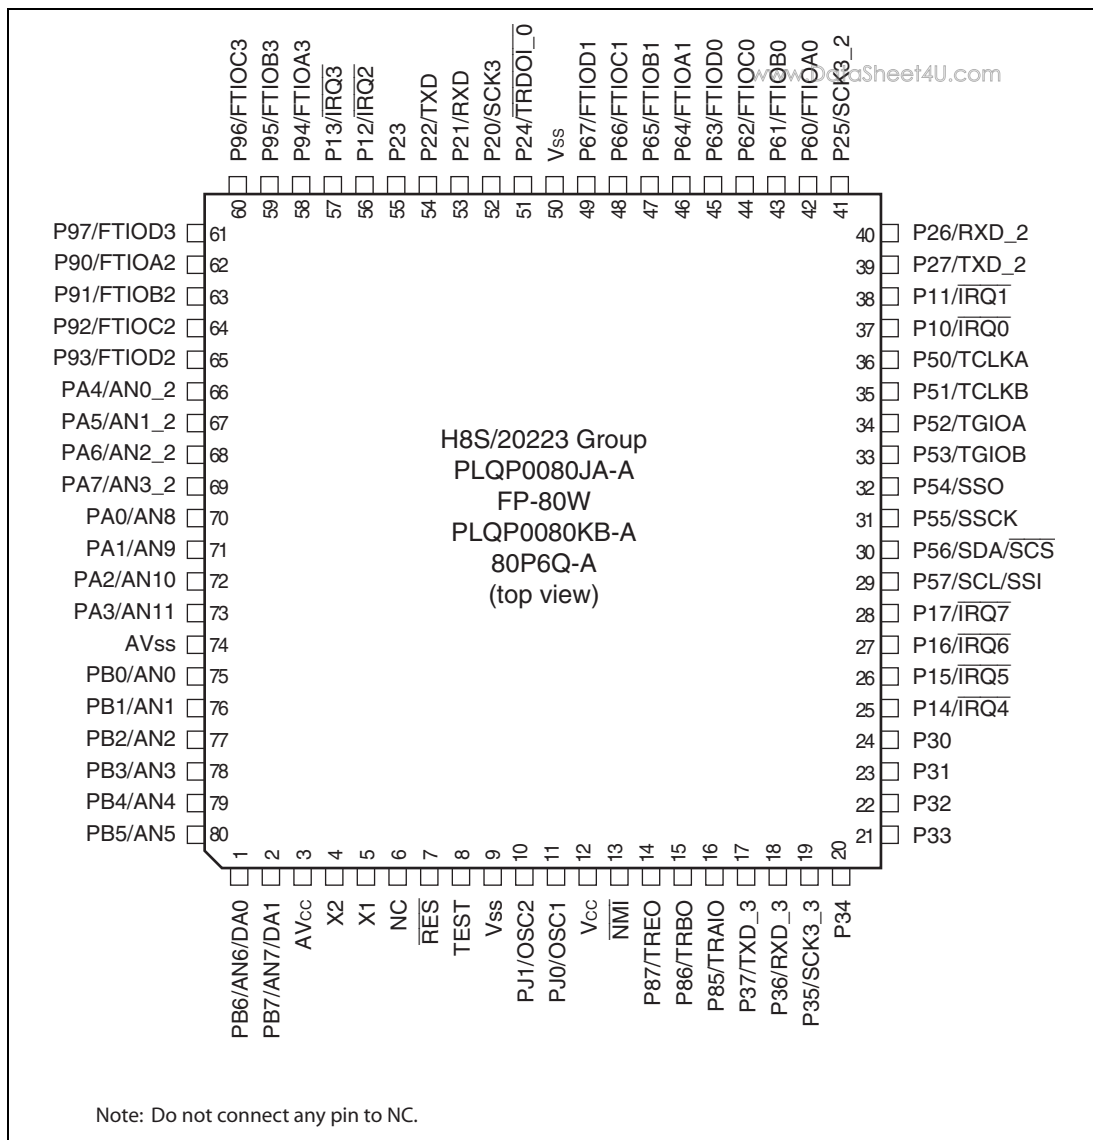 www.DataSheet4U.com
P96/FTIOC3
P95/FTIOB3
P94/FTIOA3
P13/IRQ3
P12/IRQ2
P23
P22/TXD
P21/RXD
P20/SCK3
P24/TRDOI_0
Vss
P67/FTIOD1
P66/FTIOC1
P65/FTIOB1
P64/FTIOA1
P63/FTIOD0
P62/FTIOC0
P61/FTIOB0
P60/FTIOA0
P25/SCK3_2
60 59 58 57 56 55 54 53 52 51 50 49 48 47 46 45 44 43 42 41
P97/FTIOD3 61
P90/FTIOA2 62
P91/FTIOB2 63
P92/FTIOC2 64
P93/FTIOD2 65
PA4/AN0_2 66
PA5/AN1_2 67
PA6/AN2_2 68
PA7/AN3_2 69
PA0/AN8 70
PA1/AN9 71
PA2/AN10 72
PA3/AN11 73
AVss 74
PB0/AN0 75
PB1/AN1 76
PB2/AN2 77
PB3/AN3 78
PB4/AN4 79
PB5/AN5 80
H8S/20223 Group
PLQP0080JA-A
FP-80W
PLQP0080KB-A
80P6Q-A
(top view)
40 P26/RXD_2
39 P27/TXD_2
38 P11/IRQ1
37 P10/IRQ0
36 P50/TCLKA
35 P51/TCLKB
34 P52/TGIOA
33 P53/TGIOB
32 P54/SSO
31 P55/SSCK
30 P56/SDA/SCS
29 P57/SCL/SSI
28 P17/IRQ7
27 P16/IRQ6
26 P15/IRQ5
25 P14/IRQ4
24 P30
23 P31
22 P32
21 P33
1 2 3 4 5 6 7 8 9 10 11 12 13 14 15 16 17 18 19 20
PB6/AN6/DA0
PB7/AN7/DA1
AVcc
X2
X1
NC
RES
TEST
Vss
PJ1/OSC2
PJ0/OSC1
Vcc
NMI
P87/TREO
P86/TRBO
P85/TRAIO
P37/TXD_3
P36/RXD_3
P35/SCK3_3
P34
Note: Do not connect any pin to NC.